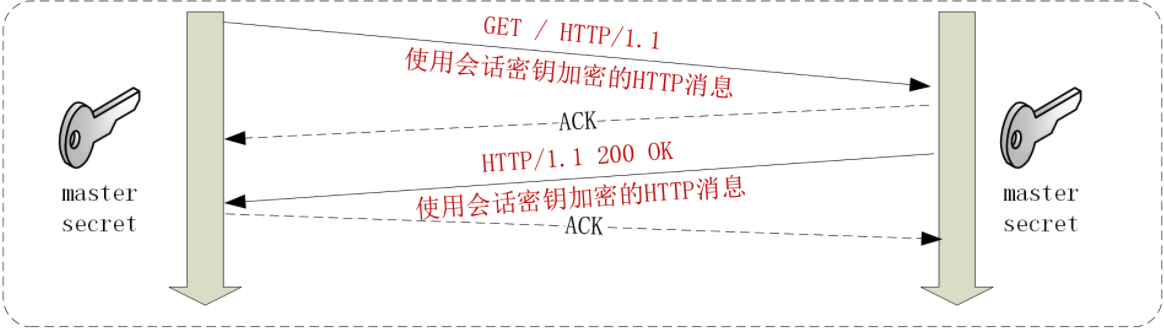 GET / HTTP/1.1
使用会话密钥加密的HTTP消息
ACK
HTTP/1.1 200 OK
使用会话密钥加密的HTTP消息
ACK
master
secret
master
secret